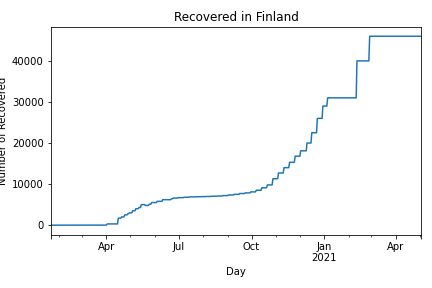 Recovered in Finland
Number of Recovered
40000
30000
20000
10000
0
Apr
Jul
Oct
Jan
2021
Apr
Day